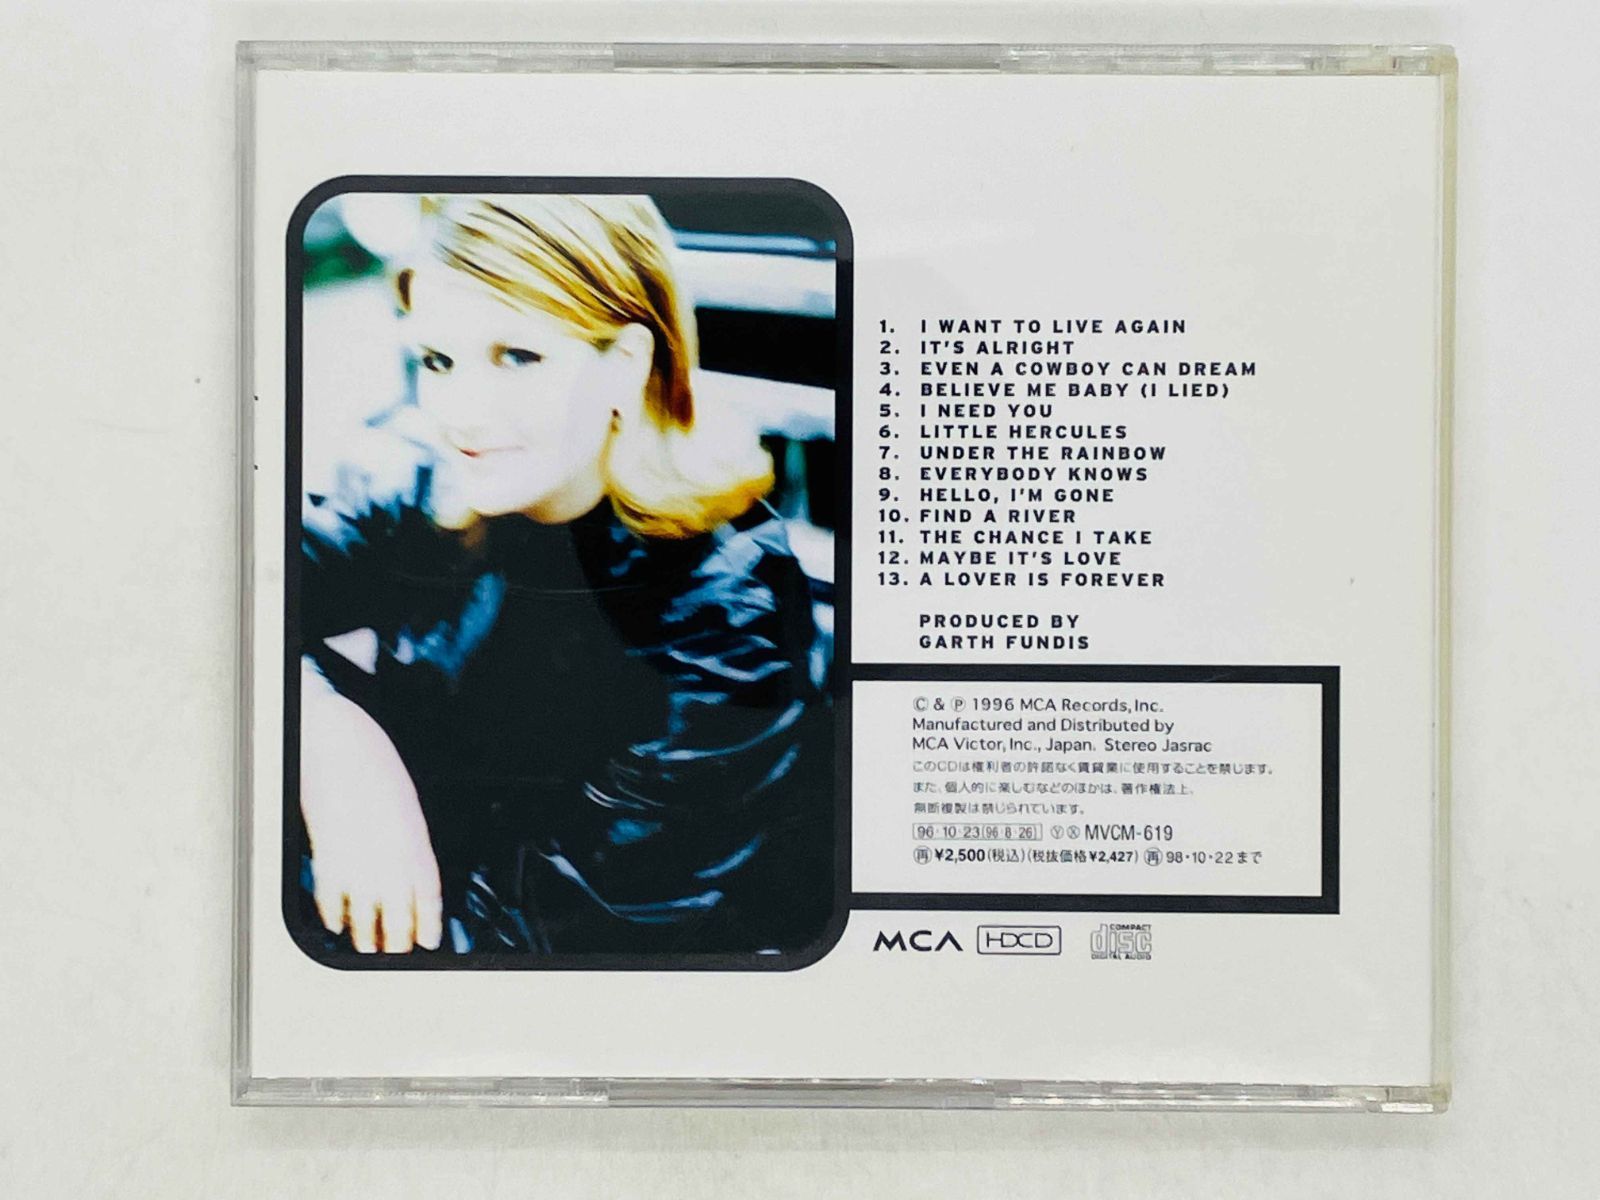 1. I WANT TO LIVE AGAIN
2. IT'S ALRIGHT
3. EVEN A COWBOY CAN DREAM
4. BELIEVE ME BABY (I LIED)
5. I NEED YOU
6. LITTLE HERCULES
7. UNDER THE RAINBOW
8. EVERYBODY KNOWS
9. HELLO, I'M GONE
10. FIND A RIVER
11. THE CHANCE I TAKE
12. MAYBE IT'S LOVE
13. A LOVER IS FOREVER
PRODUCED BY
GARTH FUNDIS
Ⓒ & Ⓟ 1996 MCA Records, Inc.
Manufactured and Distributed by
MCA Victor, Inc., Japan. Stereo Jasrac
このCDは権利者の許諾なく賃貸業に使用することを禁じます。
また、個人的に楽しむなどのほかは、著作権法上、
無断複製は禁じられています。
96・10・23(96・8・26) ⓎⓍ MVCM-619
㊢¥2,500(税込)(税抜価格¥2,427) ㊢98・10・22まで
MCA HDCD COMPACT disc DIGITAL AUDIO